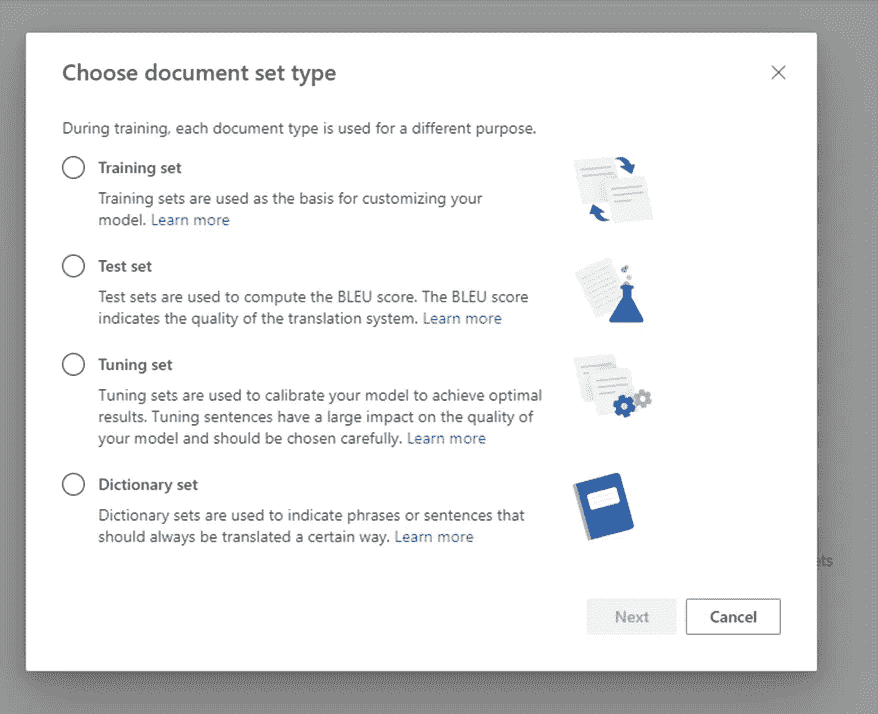 Choose document set type
During training, each document type is used for a different purpose.
Training set
Training sets are used as the basis for customizing your
model. Learn more
Test set
Test sets are used to compute the BLEU score. The BLEU score
indicates the quality of the translation system. Learn more
Tuning set
Tuning sets are used to calibrate your model to achieve optimal
results. Tuning sentences have a large impact on the quality of
your model and should be chosen carefully. Learn more
Dictionary set
Dictionary sets are used to indicate phrases or sentences that
should always be translated a certain way. Learn more
Next
Cancel